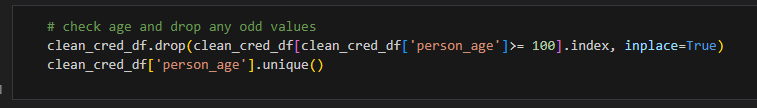 # check age and drop any odd values
clean_cred_df.drop(clean_cred_df[clean_cred_df['person_age']>= 100].index, inplace=True)
clean_cred_df['person_age'].unique()